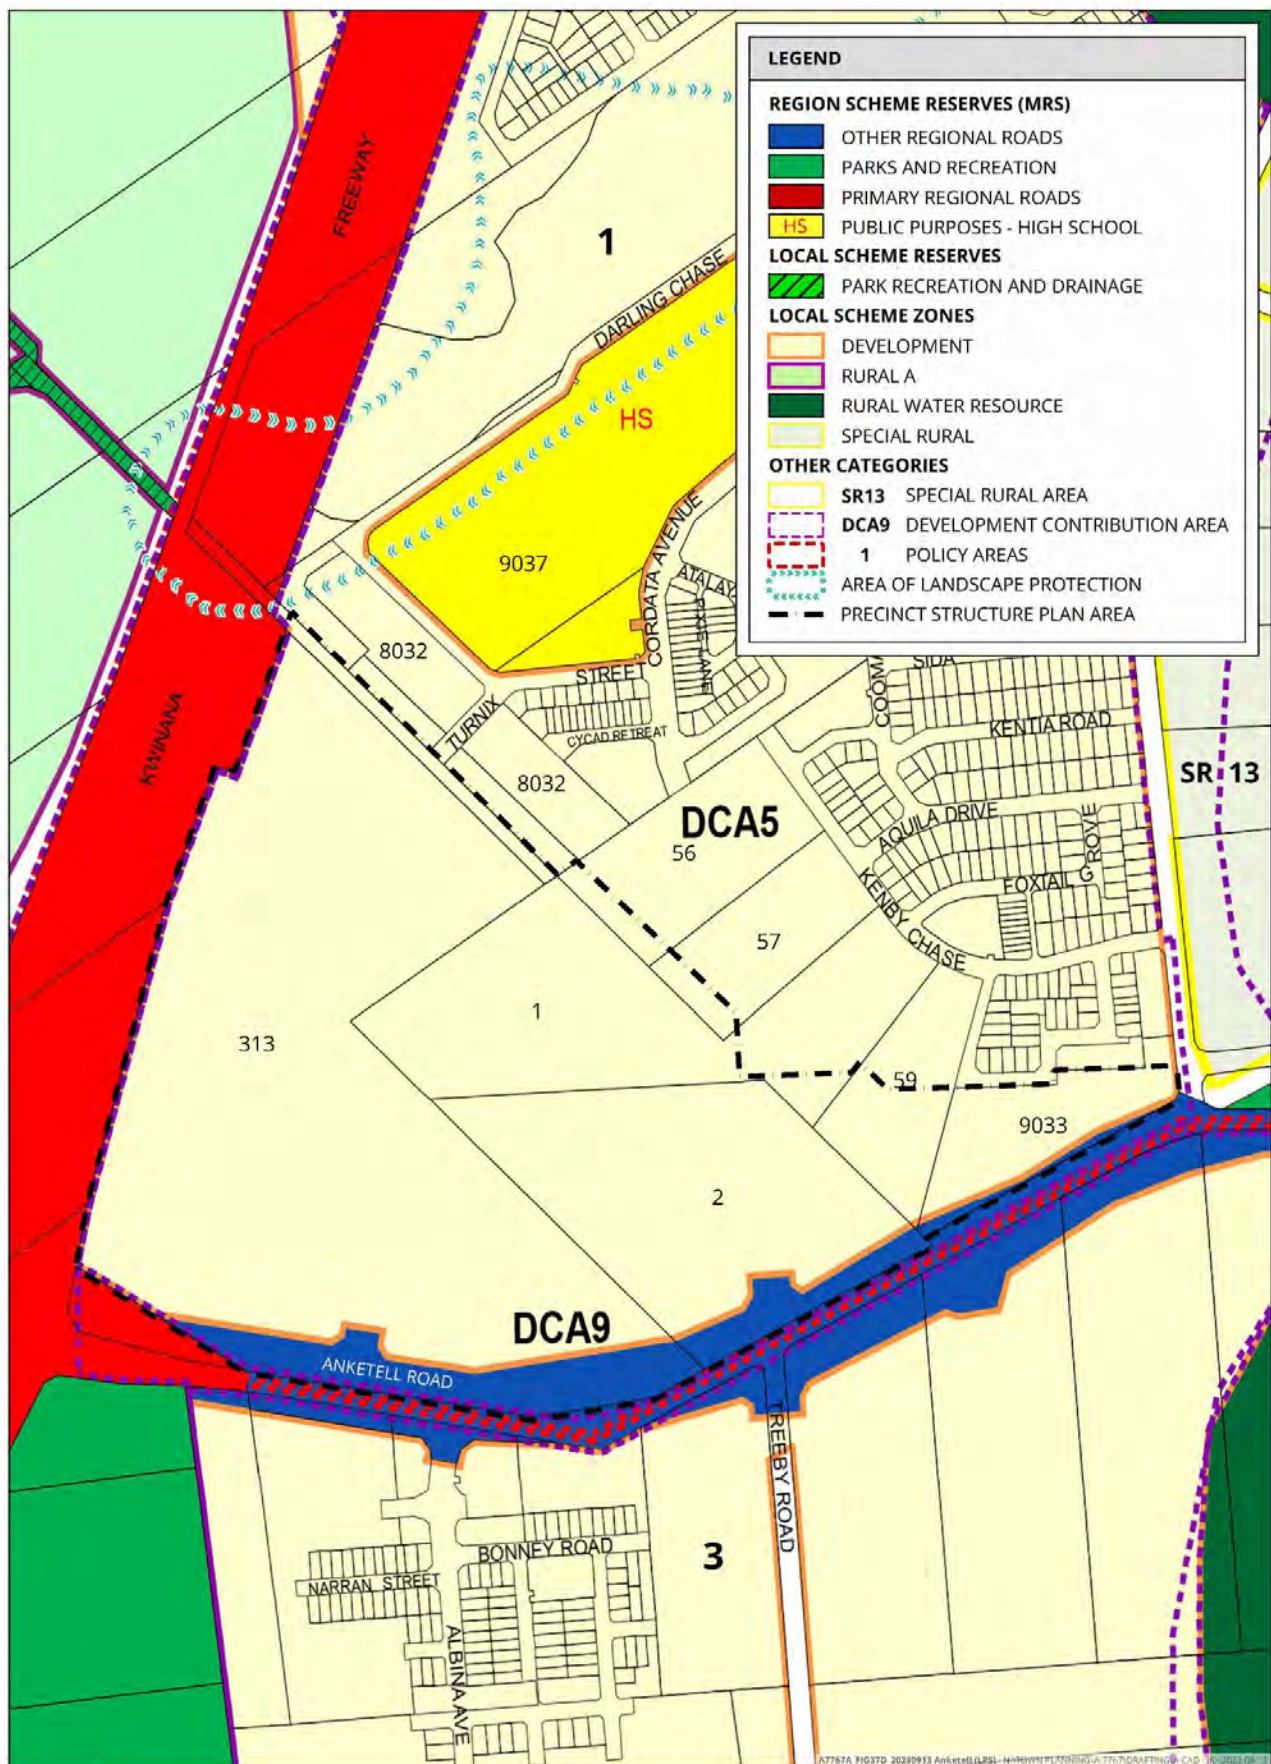 LEGEND
REGION SCHEME RESERVES (MRS)
OTHER REGIONAL ROADS
PARKS AND RECREATION
PRIMARY REGIONAL ROADS
HS PUBLIC PURPOSES - HIGH SCHOOL
LOCAL SCHEME RESERVES
PARK RECREATION AND DRAINAGE
LOCAL SCHEME ZONES
DEVELOPMENT
RURAL A
RURAL WATER RESOURCE
SPECIAL RURAL
OTHER CATEGORIES
SR13 SPECIAL RURAL AREA
DCA9 DEVELOPMENT CONTRIBUTION AREA
1 POLICY AREAS
AREA OF LANDSCAPE PROTECTION
PRECINCT STRUCTURE PLAN AREA
FREEWAY
1
DARLING CHASE
HS
9037
CORDATA AVENUE
PIXIE LANE
8032
STREET
TURNIX
CYCAD RETREAT
SIDA
KENTIA ROAD
KWINANA
8032
SR 13
DCA5
56
AQUILA DRIVE
FOXTAIL GROVE
KENBY CHASE
57
1
313
59
9033
2
DCA9
ANKETELL ROAD
TREEBY ROAD
BONNEY ROAD
3
NARRAN STREET
ALBINA AVE